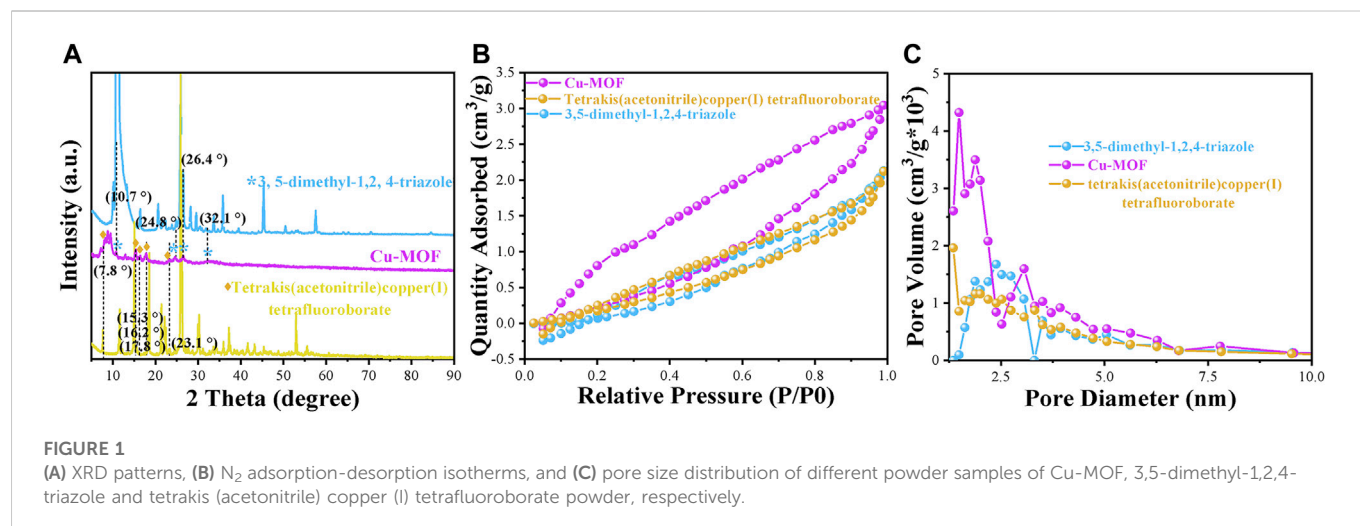 A
Intensity (a.u.)
(26.4 °)
*3, 5-dimethyl-1,2, 4-triazole
(10.7 °)
(24.8 °)
(32.1 °)
Cu-MOF
(7.8 °)
Tetrakis(acetonitrile)copper(I)
tetrafluoroborate
(15.3 °)
(16.2 °)
(17.8 °)
(23.1 °)
10 20 30 40 50 60 70 80 90
2 Theta (degree)
B
Quantity Adsorbed (cm³/g)
3.5
3.0
2.5
2.0
1.5
1.0
0.5
0.0
-0.5
Cu-MOF
Tetrakis(acetonitrile)copper(I) tetrafluoroborate
3,5-dimethyl-1,2,4-triazole
0.0 0.2 0.4 0.6 0.8 1.0
Relative Pressure (P/P0)
C
Pore Volume (cm³/g*10³)
5
4
3
2
1
0
3,5-dimethyl-1,2,4-triazole
Cu-MOF
tetrakis(acetonitrile)copper(I)
tetrafluoroborate
2.5 5.0 7.5 10.0
Pore Diameter (nm)
FIGURE 1
(A) XRD patterns, (B) N₂ adsorption-desorption isotherms, and (C) pore size distribution of different powder samples of Cu-MOF, 3,5-dimethyl-1,2,4-
triazole and tetrakis (acetonitrile) copper (I) tetrafluoroborate powder, respectively.